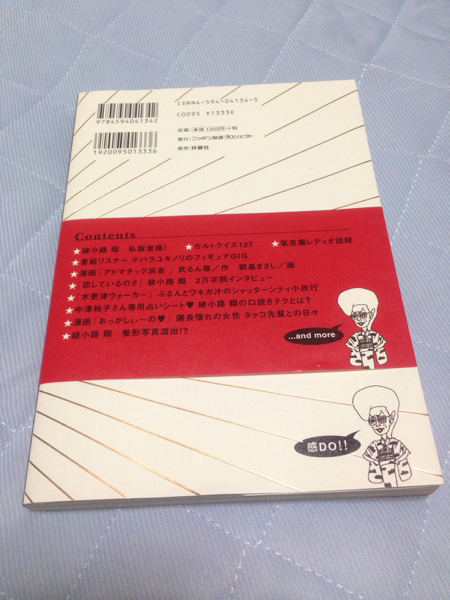 9784594041342
1920095013336
ISBN4-594-04134-5
C0095 ¥1333E
定価:本体1333円+税
発行:ニッポン放送プロジェクト
発売:扶桑社
Contents
★綾小路 翔 私服激撮! ★カルトクイズ127 ★氣志團レディオ語録
★番組リスナー デハラユキノリのフィギュアGIG
★漫画「アトマチック浜省」 武るん尊/作 朝高まさし/画
★「恋しているのさ」綾小路 翔 2万字弱インタビュー
★「木更津ウォーカー」ぶるんとワキガ汁のシャッターシティ小旅行
★中澤裕子さん専用占いシート♥ 綾小路 翔の口説きテクとは?
★漫画「おっかしぃ〜の♥」 團長憧れの女性 タッコ先輩との日々
★綾小路 翔 整形写真流出!?
...and more
感DO!!